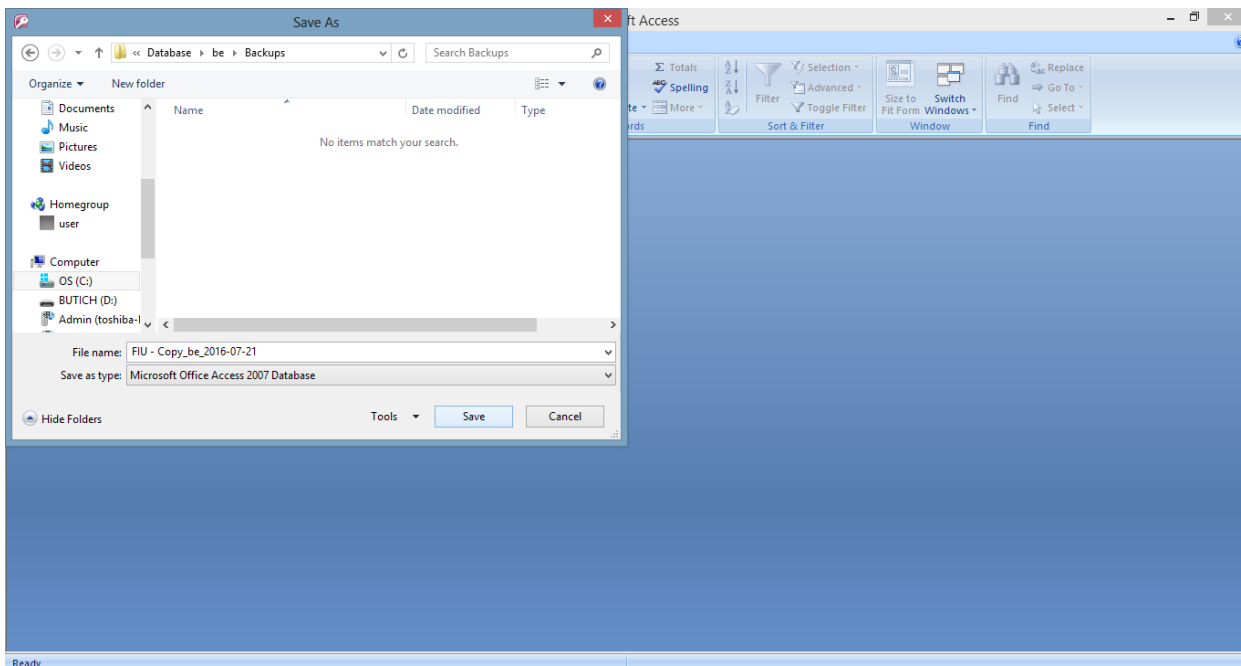 Save As
ft Access
« Database › be › Backups
Search Backups
Organize
New folder
Documents
Music
Pictures
Videos
Homegroup
user
Computer
OS (C:)
BUTICH (D:)
Admin (toshiba-l
Name
Date modified
Type
No items match your search.
File name: FIU - Copy_be_2016-07-21
Save as type: Microsoft Office Access 2007 Database
Hide Folders
Tools
Save
Cancel
Σ Totals
ABC Spelling
te
More
rds
A Z
Z A
Filter
Selection
Advanced
Toggle Filter
Sort & Filter
Size to
Fit Form
Switch
Windows
Window
Find
Replace
Go To
Select
Find
Ready